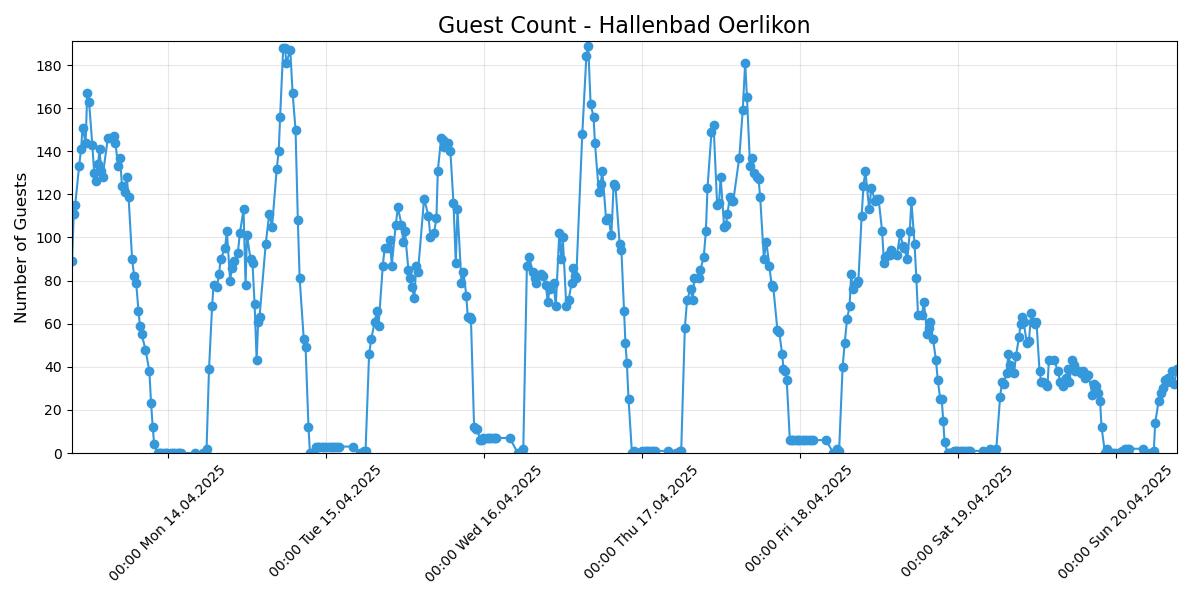 Guest Count - Hallenbad Oerlikon
Number of Guests
180
160
140
120
100
80
60
40
20
0
00:00 Mon 14.04.2025
00:00 Tue 15.04.2025
00:00 Wed 16.04.2025
00:00 Thu 17.04.2025
00:00 Fri 18.04.2025
00:00 Sat 19.04.2025
00:00 Sun 20.04.2025